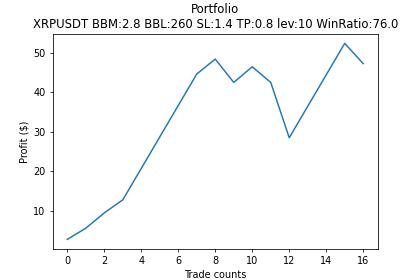 Portfolio
XRPUSDT BBM:2.8 BBL:260 SL:1.4 TP:0.8 lev:10 WinRatio:76.0
50
40
30
20
10
Profit ($)
0 2 4 6 8 10 12 14 16
Trade counts